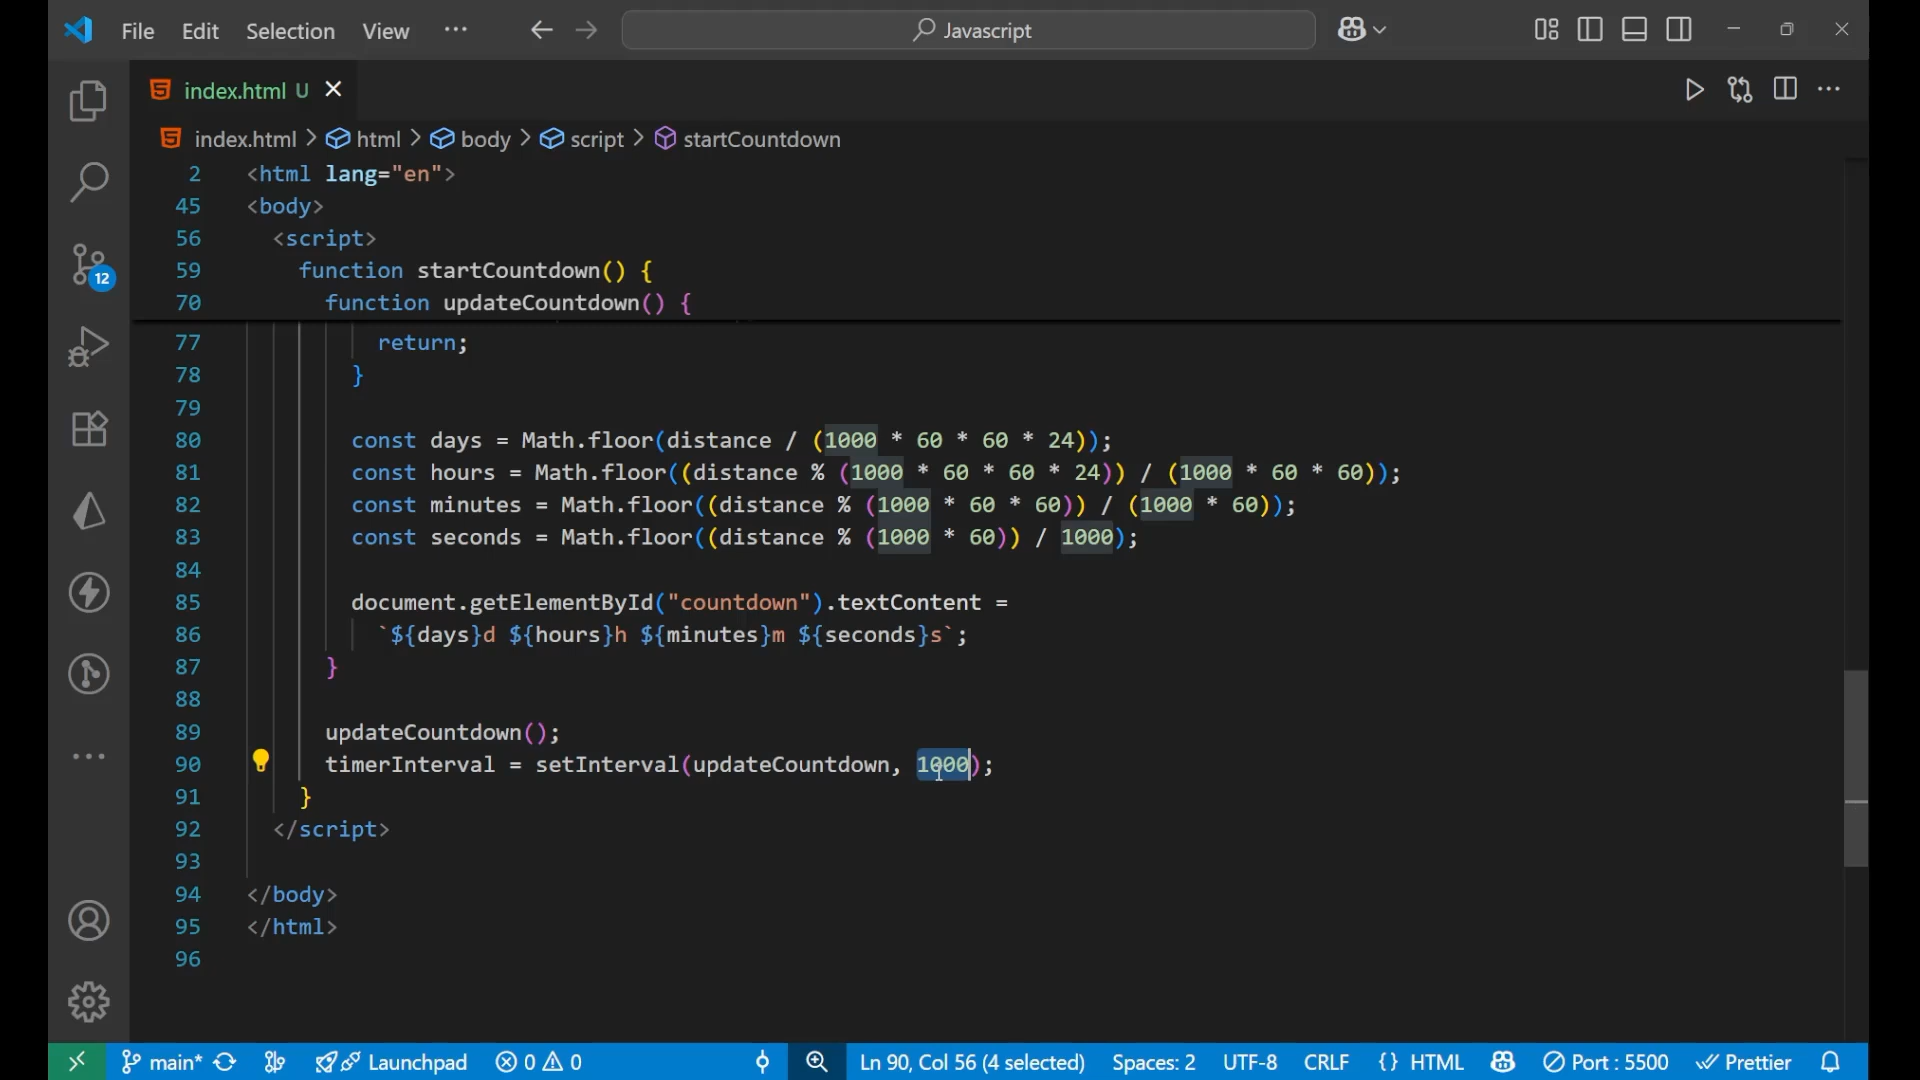 File Edit Selection View ··· Javascript
index.html U
index.html > html > body > script > startCountdown
2 <html lang="en">
45 <body>
56 <script>
59 function startCountdown() {
70 function updateCountdown() {
77 return;
78 }
79
80 const days = Math.floor(distance / (1000 * 60 * 60 * 24));
81 const hours = Math.floor((distance % (1000 * 60 * 60 * 24)) / (1000 * 60 * 60));
82 const minutes = Math.floor((distance % (1000 * 60 * 60)) / (1000 * 60));
83 const seconds = Math.floor((distance % (1000 * 60)) / 1000);
84
85 document.getElementById("countdown").textContent =
86 `${days}d ${hours}h ${minutes}m ${seconds}s`;
87 }
88
89 updateCountdown();
90 timerInterval = setInterval(updateCountdown, 1000);
91 }
92 </script>
93
94 </body>
95 </html>
96
12
main* Launchpad 0 0 Ln 90, Col 56 (4 selected) Spaces: 2 UTF-8 CRLF {} HTML Port : 5500 Prettier